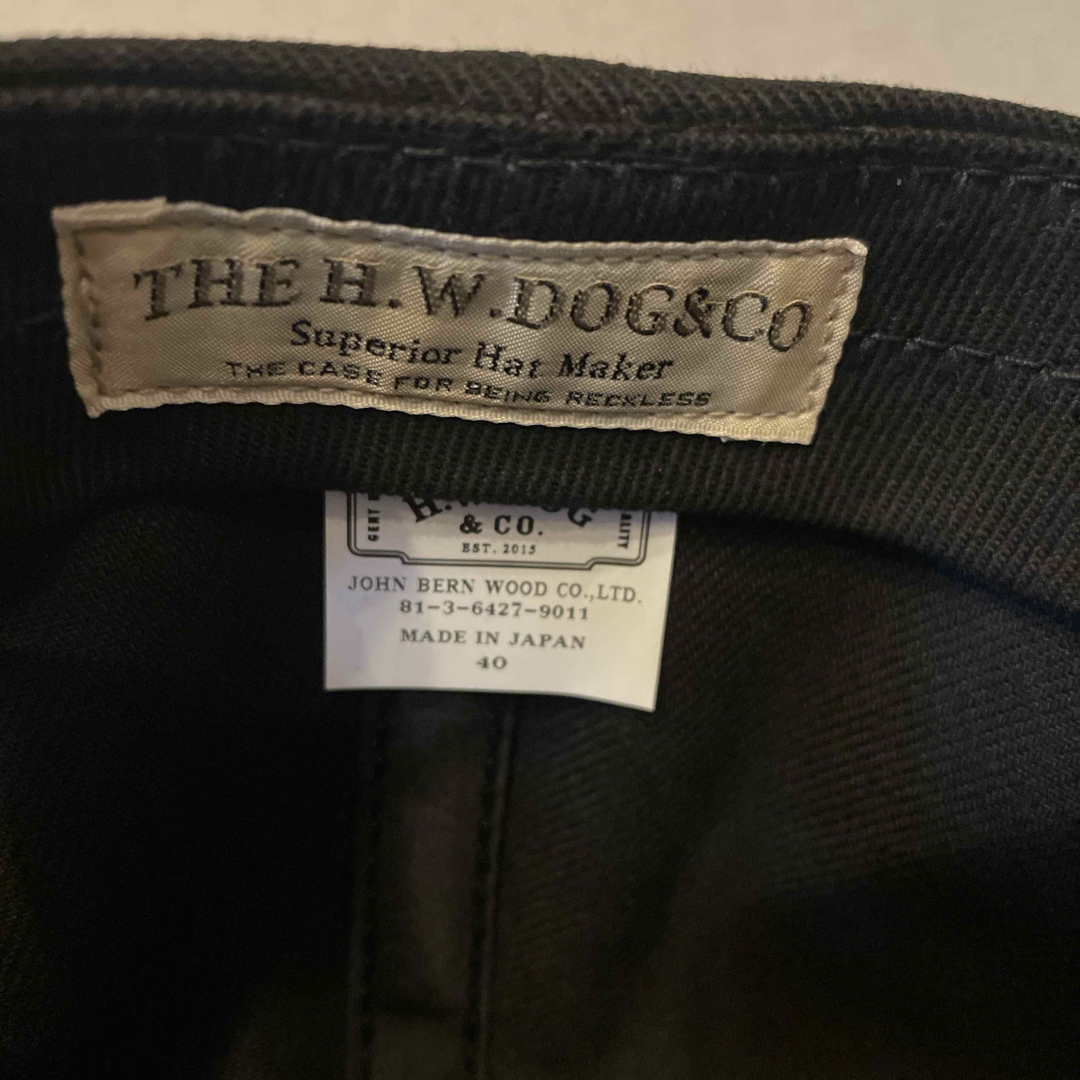 THE H.W.DOG&CO
Superior Hat Maker
THE CASE FOR BEING RECKLESS
& CO.
EST. 2015
JOHN BERN WOOD CO.,LTD.
81-3-6427-9011
MADE IN JAPAN
40